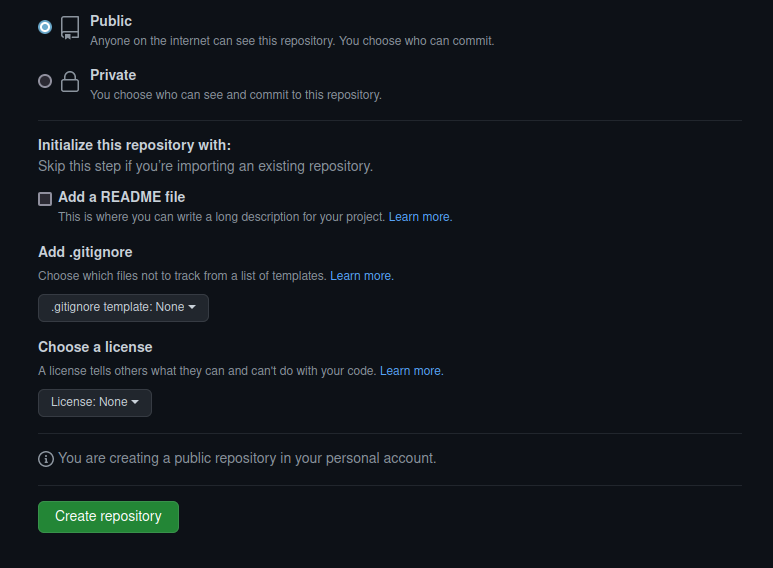 Public
Anyone on the internet can see this repository. You choose who can commit.
Private
You choose who can see and commit to this repository.
Initialize this repository with:
Skip this step if you’re importing an existing repository.
Add a README file
This is where you can write a long description for your project. Learn more.
Add .gitignore
Choose which files not to track from a list of templates. Learn more.
.gitignore template: None
Choose a license
A license tells others what they can and can't do with your code. Learn more.
License: None
You are creating a public repository in your personal account.
Create repository